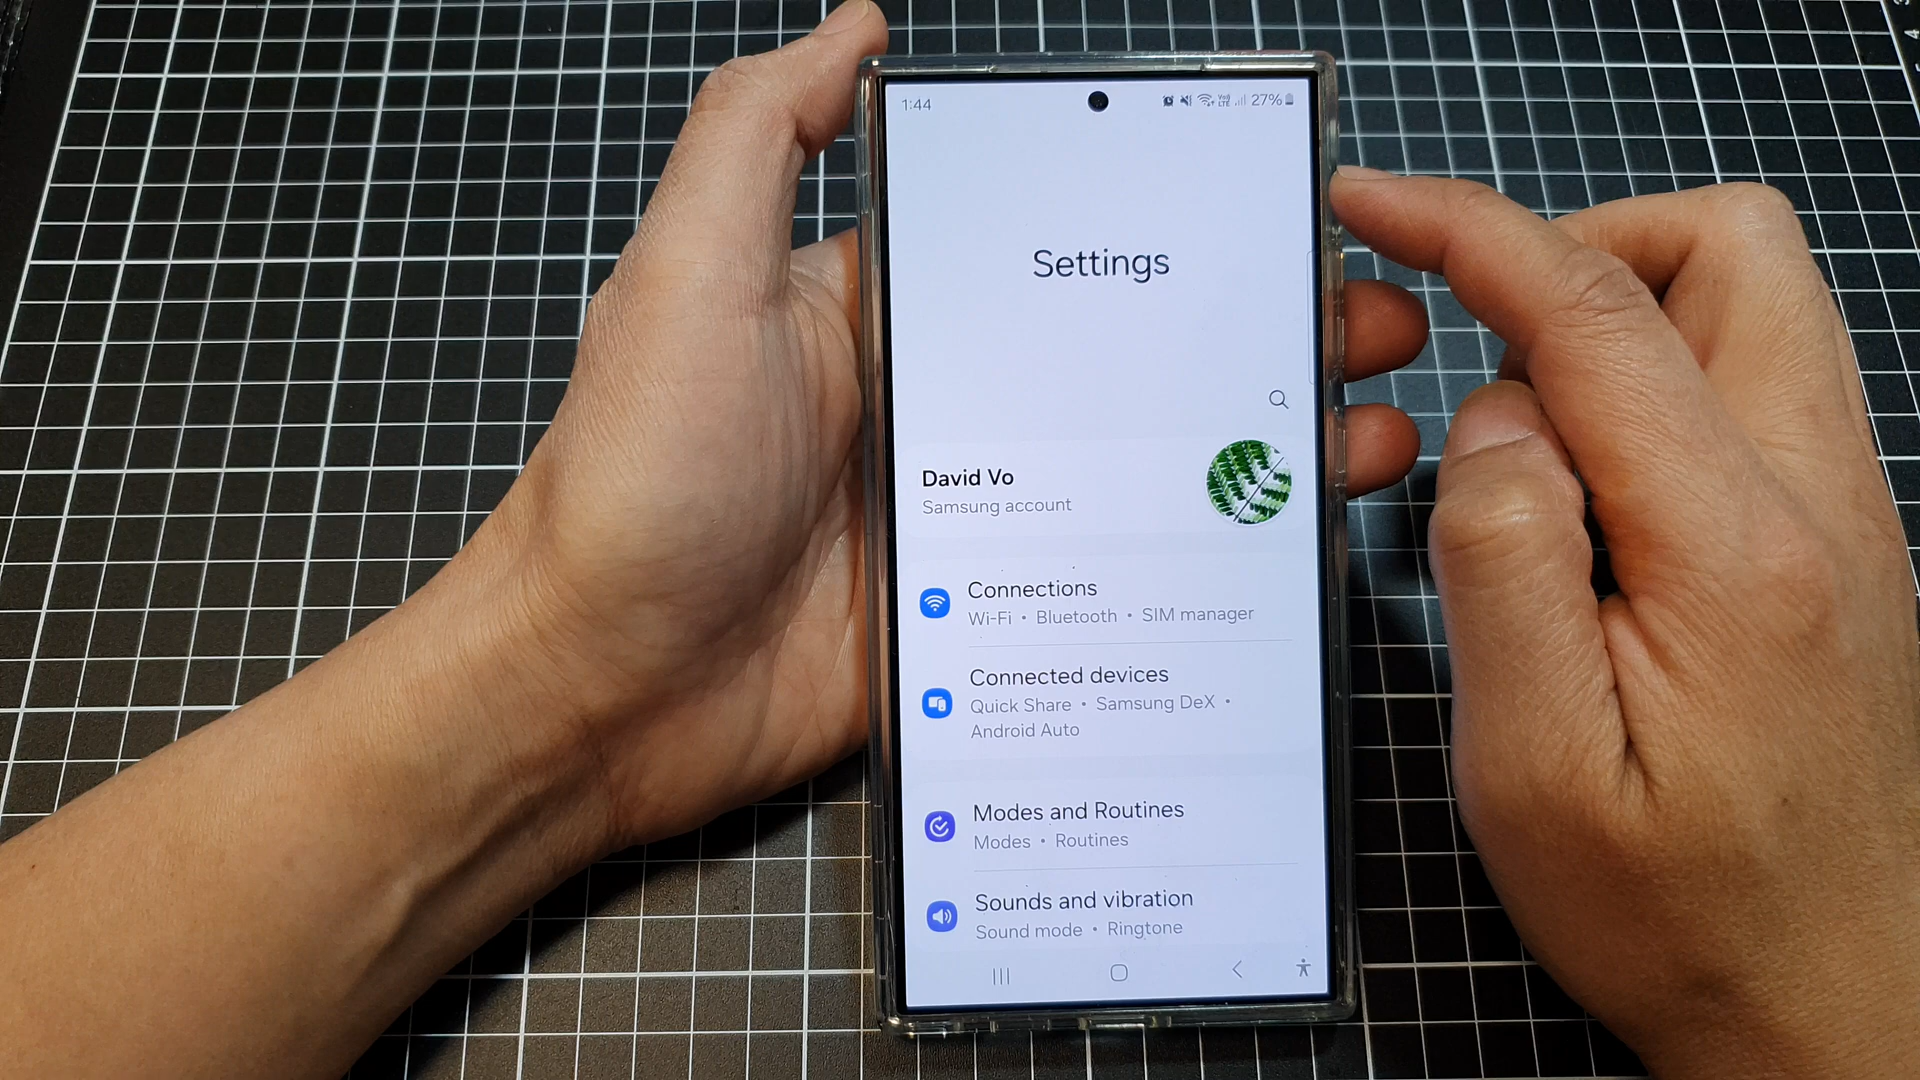 1:44
27%
Settings
David Vo
Samsung account
Connections
Wi-Fi • Bluetooth • SIM manager
Connected devices
Quick Share • Samsung DeX •
Android Auto
Modes and Routines
Modes • Routines
Sounds and vibration
Sound mode • Ringtone